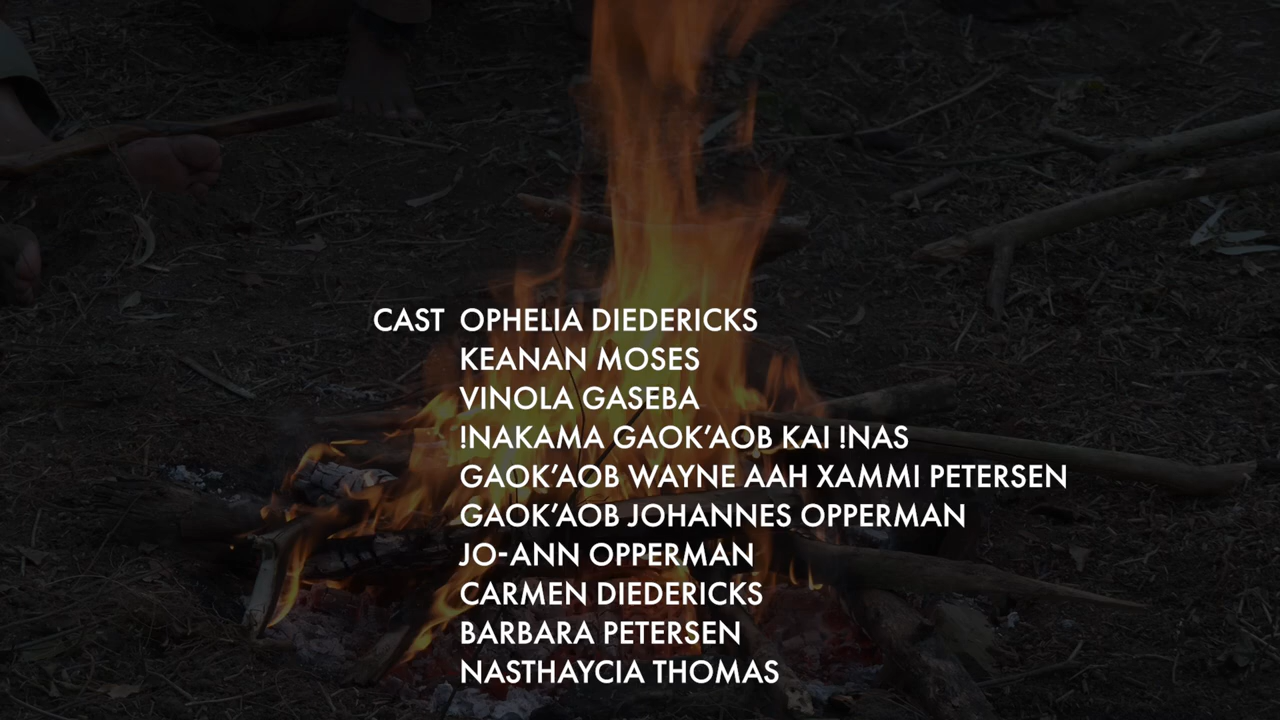 CAST OPHELIA DIEDERICKS
KEANAN MOSES
VINOLA GASEBA
!NAKAMA GAOK’AOB KAI !NAS
GAOK’AOB WAYNE AAH XAMMI PETERSEN
GAOK’AOB JOHANNES OPPERMAN
JO-ANN OPPERMAN
CARMEN DIEDERICKS
BARBARA PETERSEN
NASTHAYCIA THOMAS